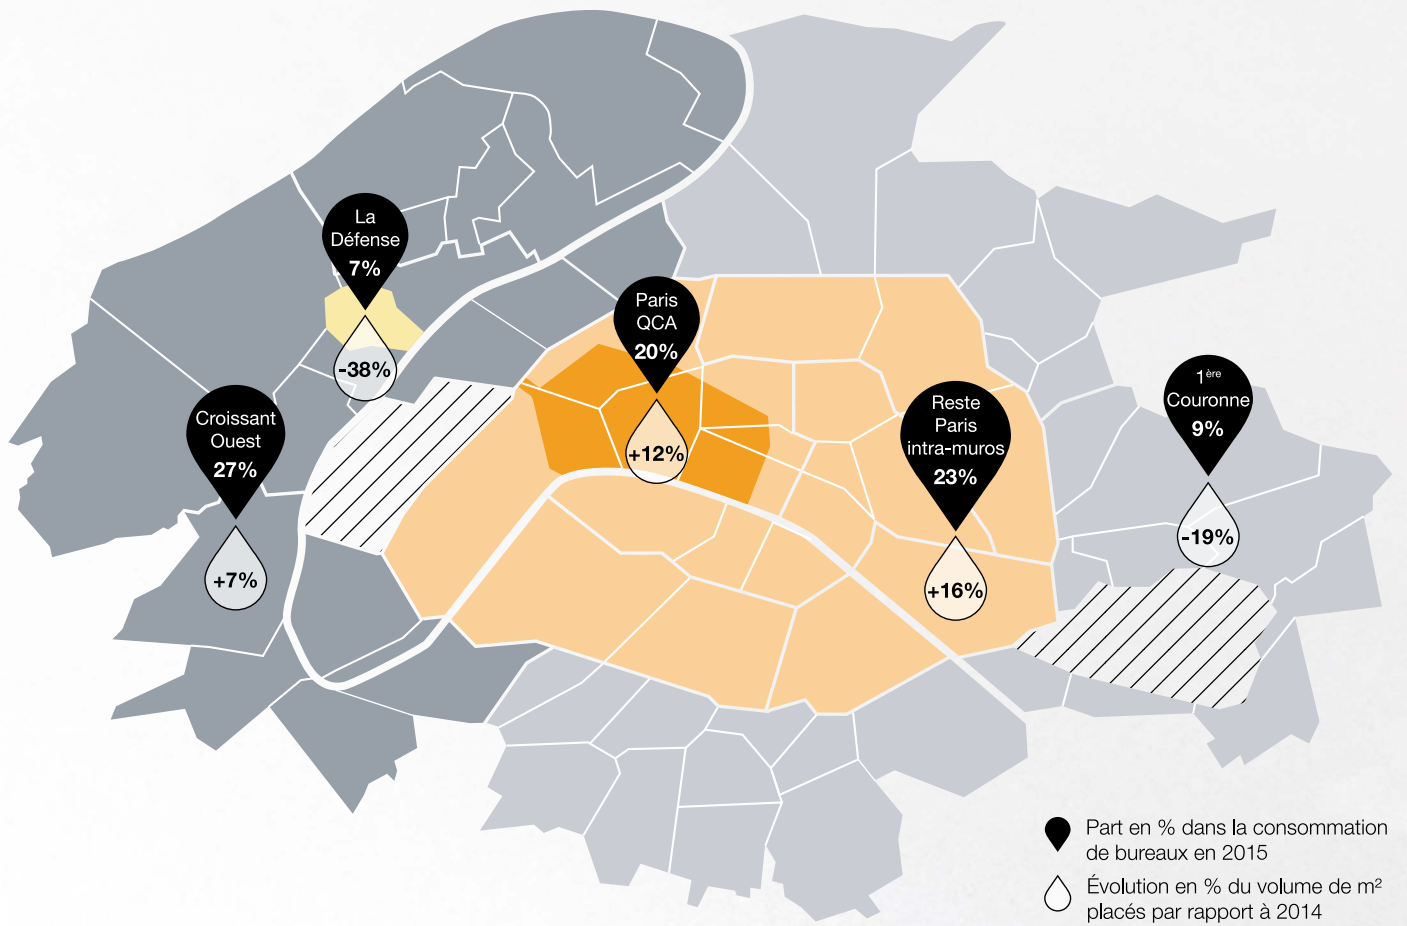 La
Défense
7%
-38%
Paris
QCA
20%
+12%
Croissant
Ouest
27%
+7%
Reste
Paris
intra-muros
23%
+16%
1ère
Couronne
9%
-19%
Part en % dans la consommation
de bureaux en 2015
Évolution en % du volume de m²
placés par rapport à 2014